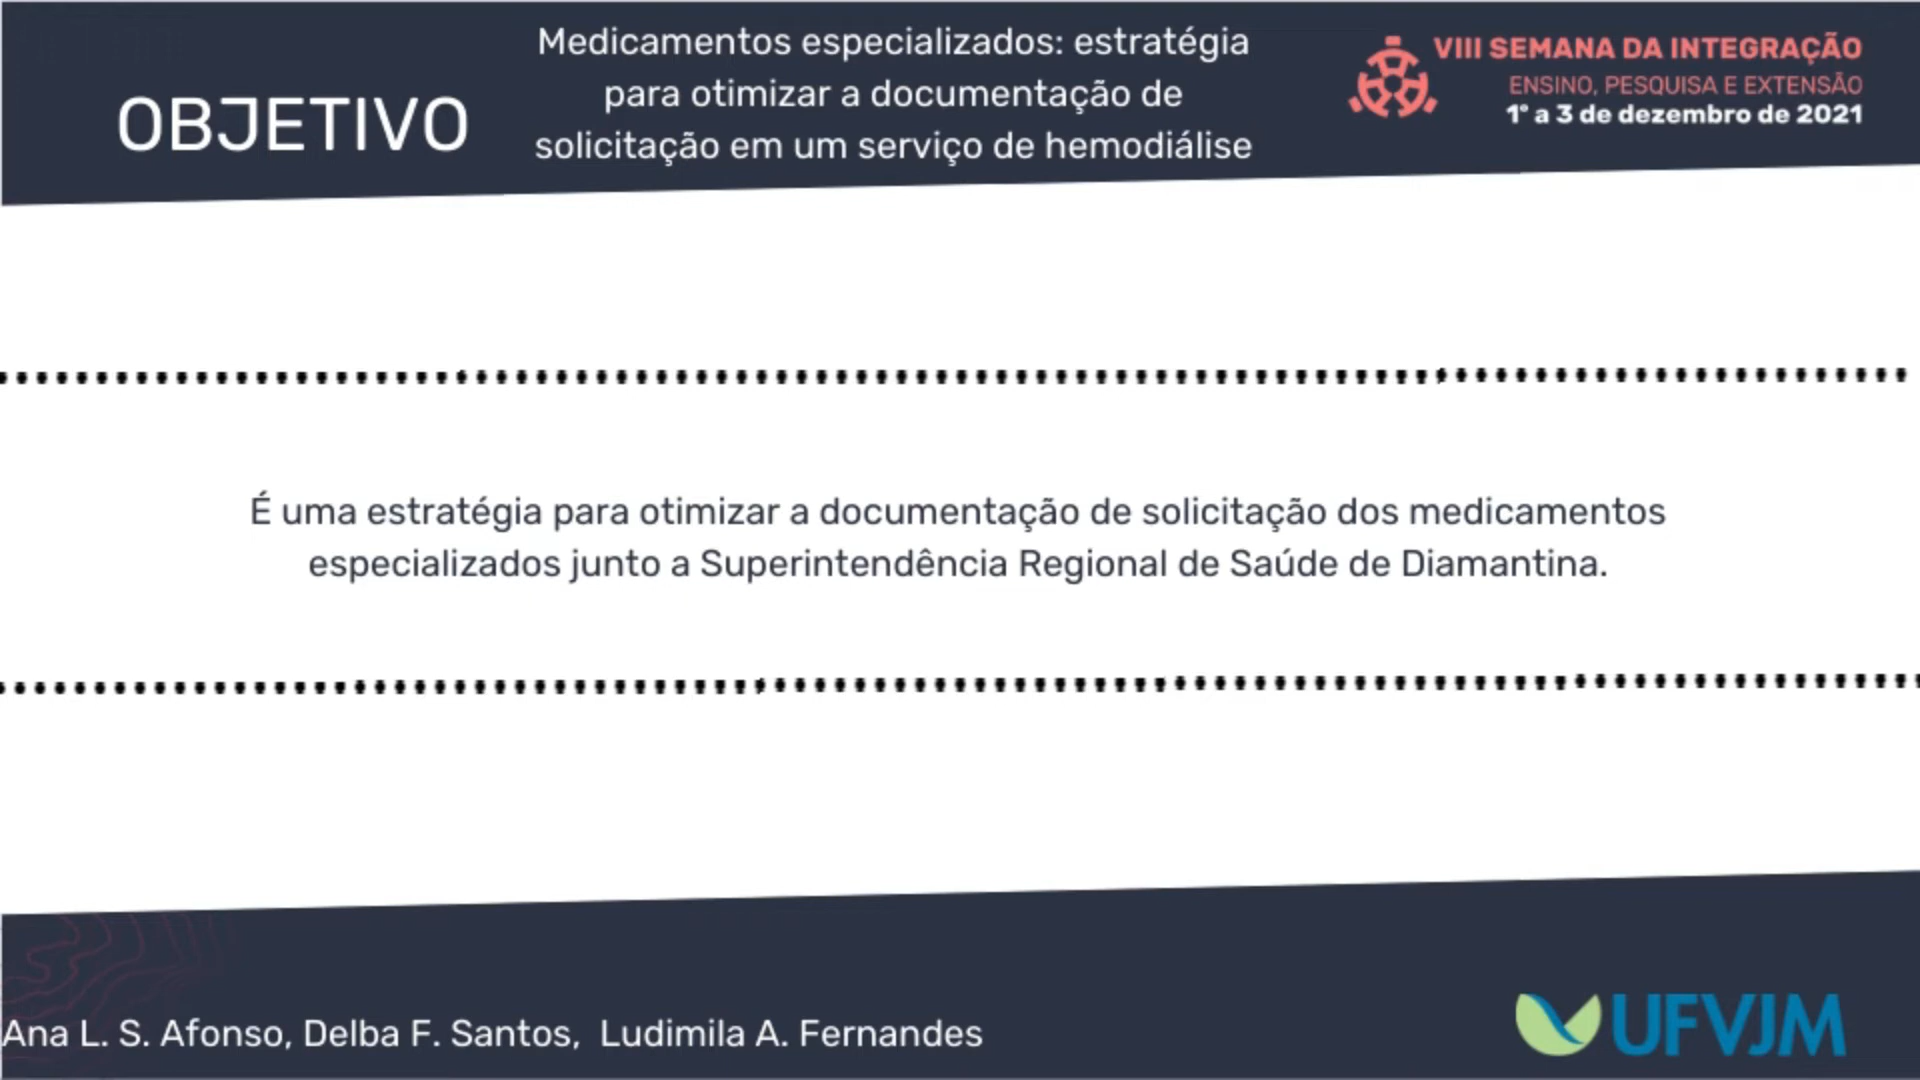 OBJETIVO
Medicamentos especializados: estratégia
para otimizar a documentação de
solicitação em um serviço de hemodiálise
VIII SEMANA DA INTEGRAÇÃO
ENSINO, PESQUISA E EXTENSÃO
1º a 3 de dezembro de 2021
É uma estratégia para otimizar a documentação de solicitação dos medicamentos
especializados junto a Superintendência Regional de Saúde de Diamantina.
Ana L. S. Afonso, Delba F. Santos, Ludimila A. Fernandes
UFVJM